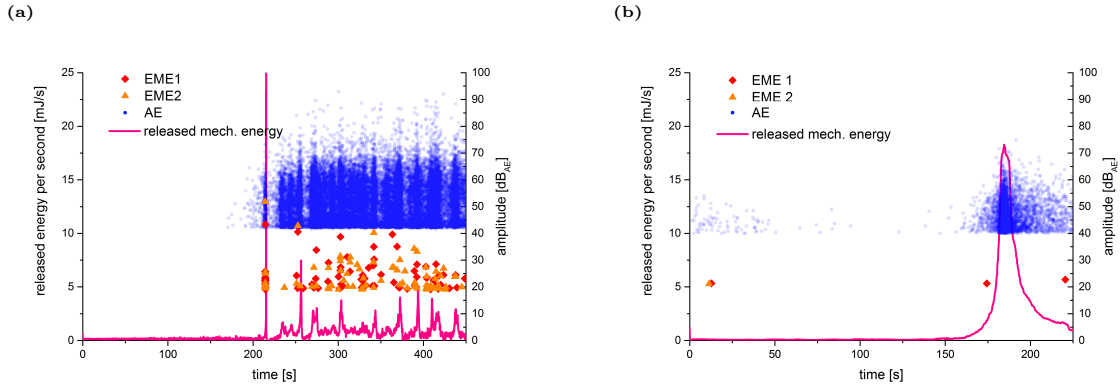 (a)
(b)
released energy per second [mJ/s]
25
20
15
10
5
0
EME1
EME2
AE
released mech. energy
100
90
80
70
60
50
40
30
20
10
0
amplitude [dB_AE]
0
100
200
300
400
time [s]
released energy per second [mJ/s]
25
20
15
10
5
0
EME 1
EME 2
AE
released mech. energy
100
90
80
70
60
50
40
30
20
10
0
amplitude [dB_AE]
0
50
100
150
200
time [s]